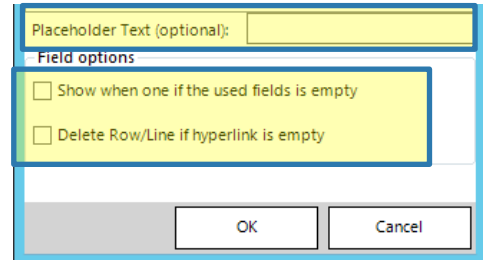 Placeholder Text (optional):
Field options
Show when one if the used fields is empty
Delete Row/Line if hyperlink is empty
OK Cancel